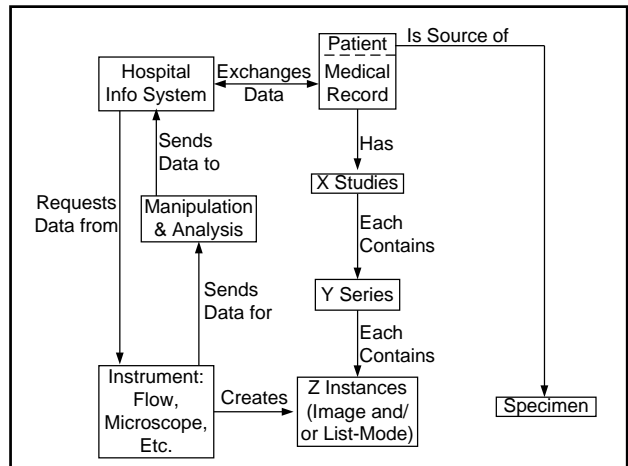 Patient
Medical
Record
Is Source of
Hospital
Info System
Exchanges
Data
Has
Sends
Data to
X Studies
Requests
Data from
Manipulation
& Analysis
Each
Contains
Y Series
Sends
Data for
Each
Contains
Instrument:
Flow,
Microscope,
Etc.
Creates
Z Instances
(Image and/
or List-Mode)
Specimen